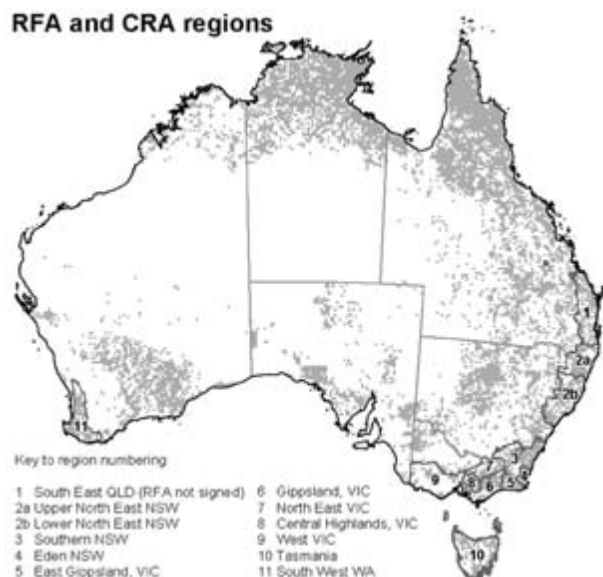 RFA and CRA regions
1
2a
2b
11
3
7
4
9
8
6
5
10
Key to region numbering
1 South East QLD (RFA not signed)
2a Upper North East NSW
2b Lower North East NSW
3 Southern NSW
4 Eden NSW
5 East Gippsland, VIC
6 Gippsland, VIC
7 North East VIC
8 Central Highlands, VIC
9 West VIC
10 Tasmania
11 South West WA